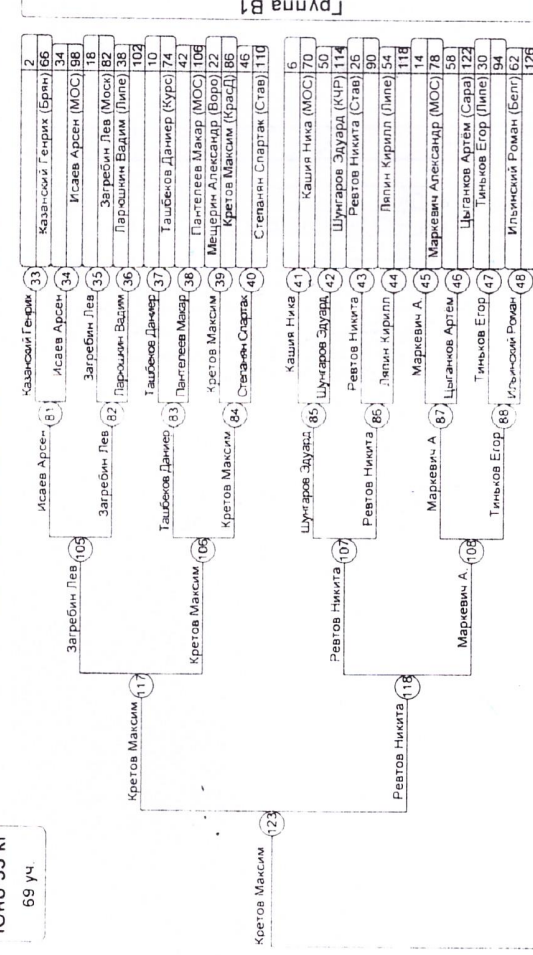 Группа В1
2
Казанский Генрих (Брян) 66
34
Исаев Арсен (МОС) 98
18
Загребин Лев (Моск) 82
Ларюшкин Вадим (Липе) 38
102
10
Ташбеков Даниер (Курс) 74
42
Пантелеев Макар (МОС) 106
Мещерин Александр (Воро) 22
Кретов Максим (КрасД) 86
46
Степанян Спартак (Став) 110
6
Кашия Ника (МОС) 70
50
Шунгаров Эдуард (КЧР) 114
Ревтов Никита (Став) 26
90
Ляпин Кирилл (Липе) 54
118
14
Маркевич Александр (МОС) 78
58
Цыганков Артем (Сара) 122
Тиньков Егор (Липе) 30
94
Ильинский Роман (Белг) 62
126
Казанский Генрих 33
Исаев Арсен 34
Загребин Лев 35
Ларюшкин Вадим 36
Ташбеков Даниер 37
Пантелеев Макар 38
Кретов Максим 39
Степанян Спартак 40
Кашия Ника 41
Шунгаров Эдуард 42
Ревтов Никита 43
Ляпин Кирилл 44
Маркевич А. 45
Цыганков Артем 46
Тиньков Егор 47
Ильинский Роман 48
Исаев Арсен 81
Загребин Лев 82
Ташбеков Даниер 83
Кретов Максим 84
Шунгаров Эдуард 85
Ревтов Никита 86
Маркевич А 87
Тиньков Егор 88
Загребин Лев 105
Кретов Максим 106
Ревтов Никита 107
Маркевич А. 108
Кретов Максим 117
Ревтов Никита 118
Кретов Максим 123
69 уч.